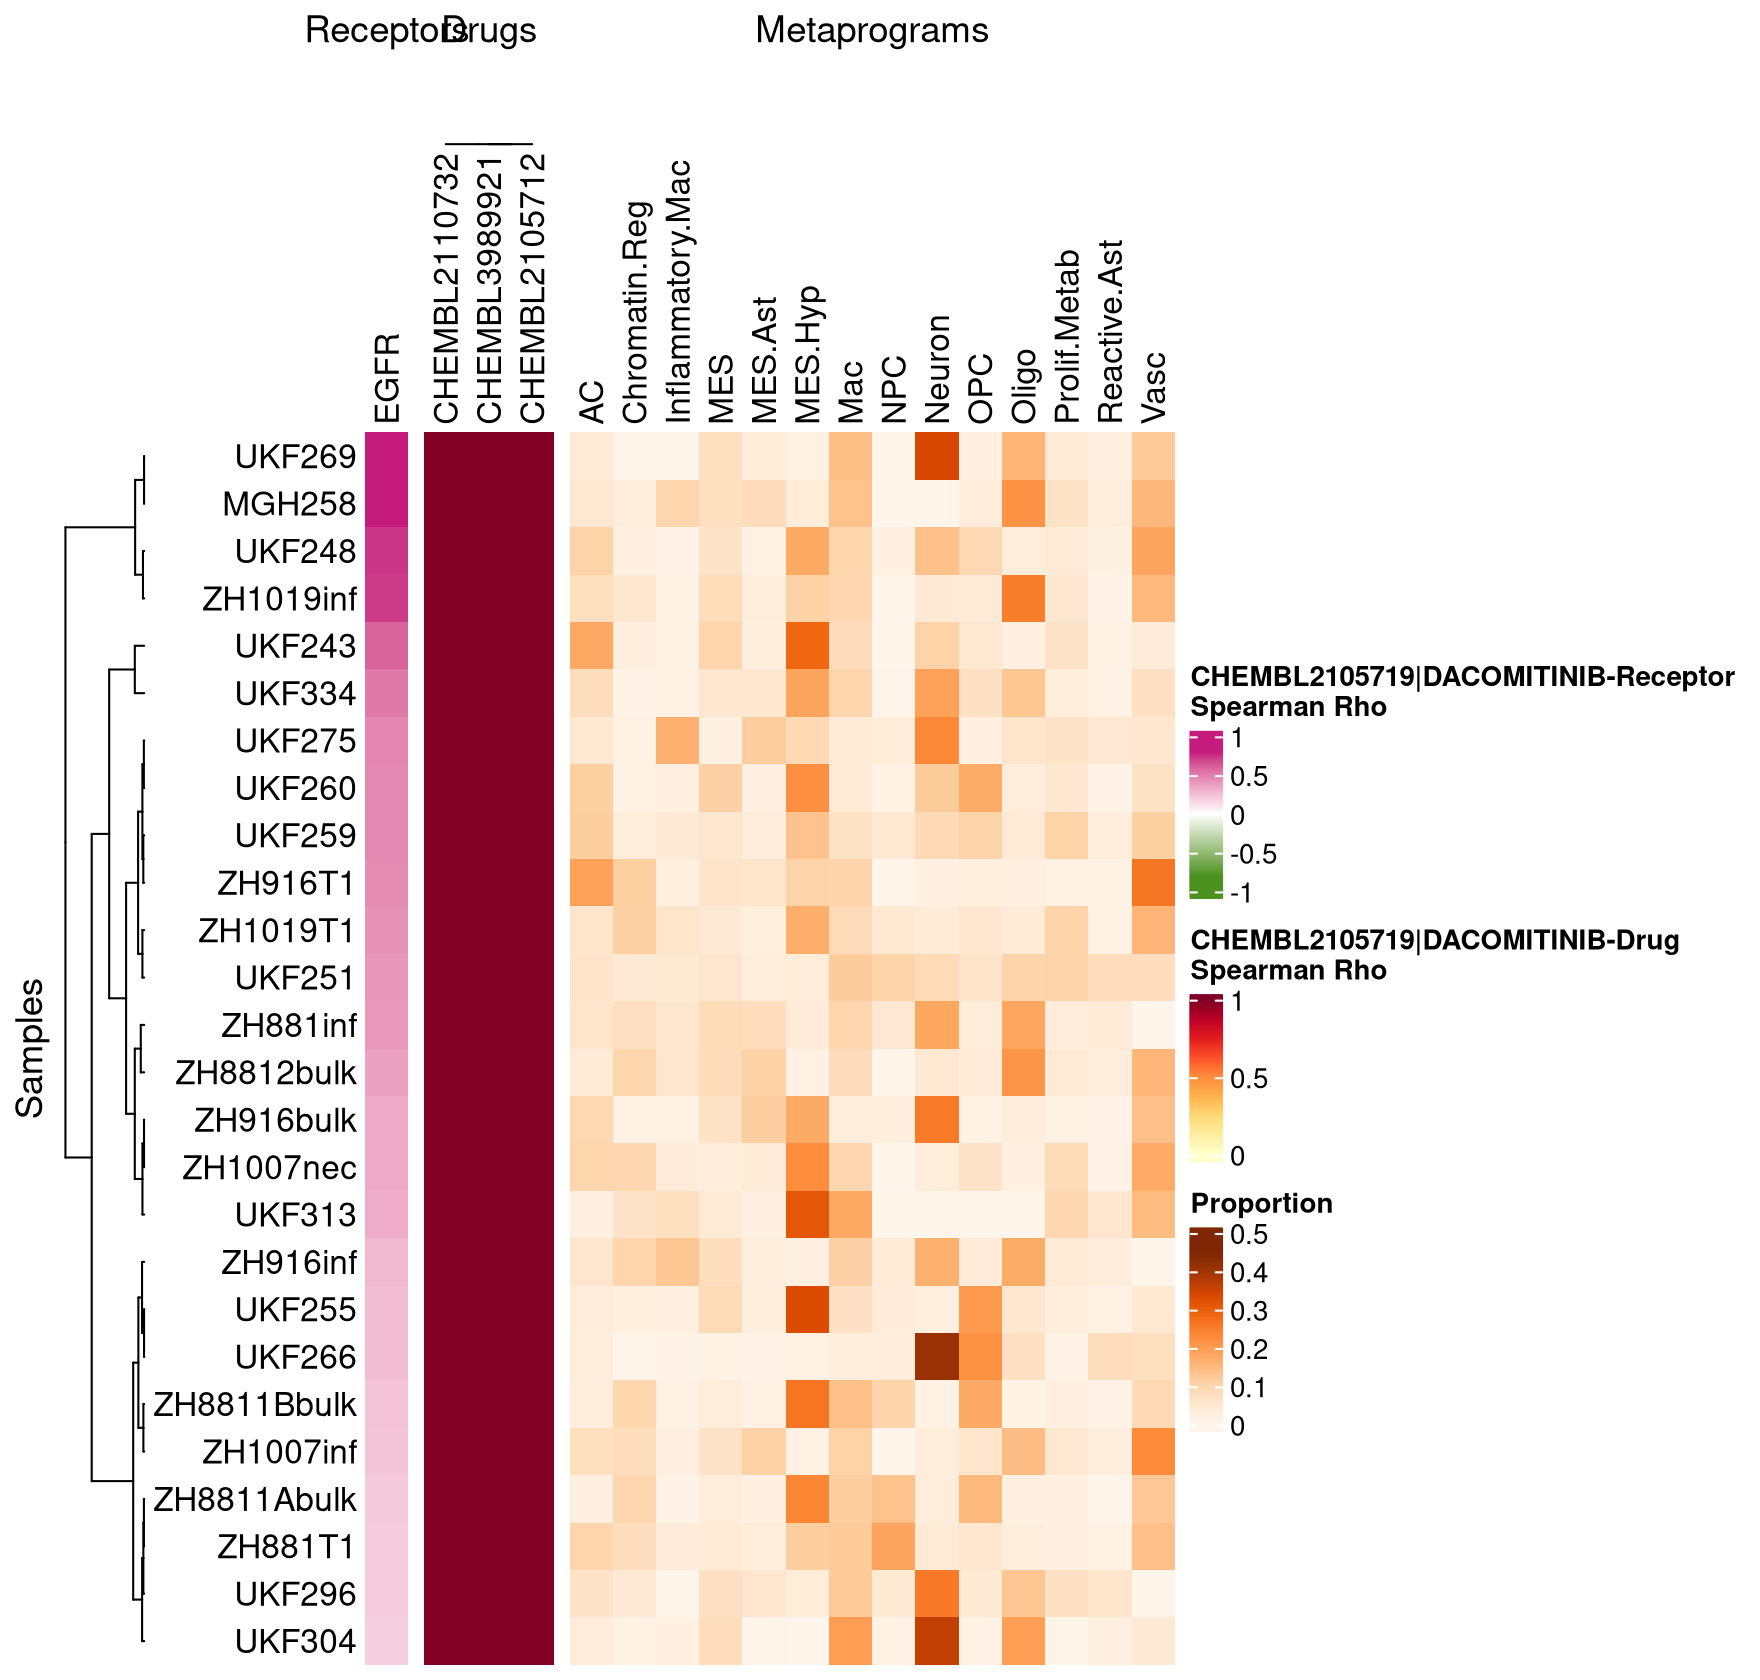 Receptors
Drugs
Metaprograms
EGFR
CHEMBL2110732
CHEMBL3989921
CHEMBL2105712
AC
Chromatin.Reg
Inflammatory.Mac
MES
MES.Ast
MES.Hyp
Mac
NPC
Neuron
OPC
Oligo
Prolif.Metab
Reactive.Ast
Vasc
Samples
UKF269
MGH258
UKF248
ZH1019inf
UKF243
UKF334
UKF275
UKF260
UKF259
ZH916T1
ZH1019T1
UKF251
ZH881inf
ZH8812bulk
ZH916bulk
ZH1007nec
UKF313
ZH916inf
UKF255
UKF266
ZH8811Bbulk
ZH1007inf
ZH8811Abulk
ZH881T1
UKF296
UKF304
CHEMBL2105719|DACOMITINIB-Receptor
Spearman Rho
1
0.5
0
-0.5
-1
CHEMBL2105719|DACOMITINIB-Drug
Spearman Rho
1
0.5
0
Proportion
0.5
0.4
0.3
0.2
0.1
0